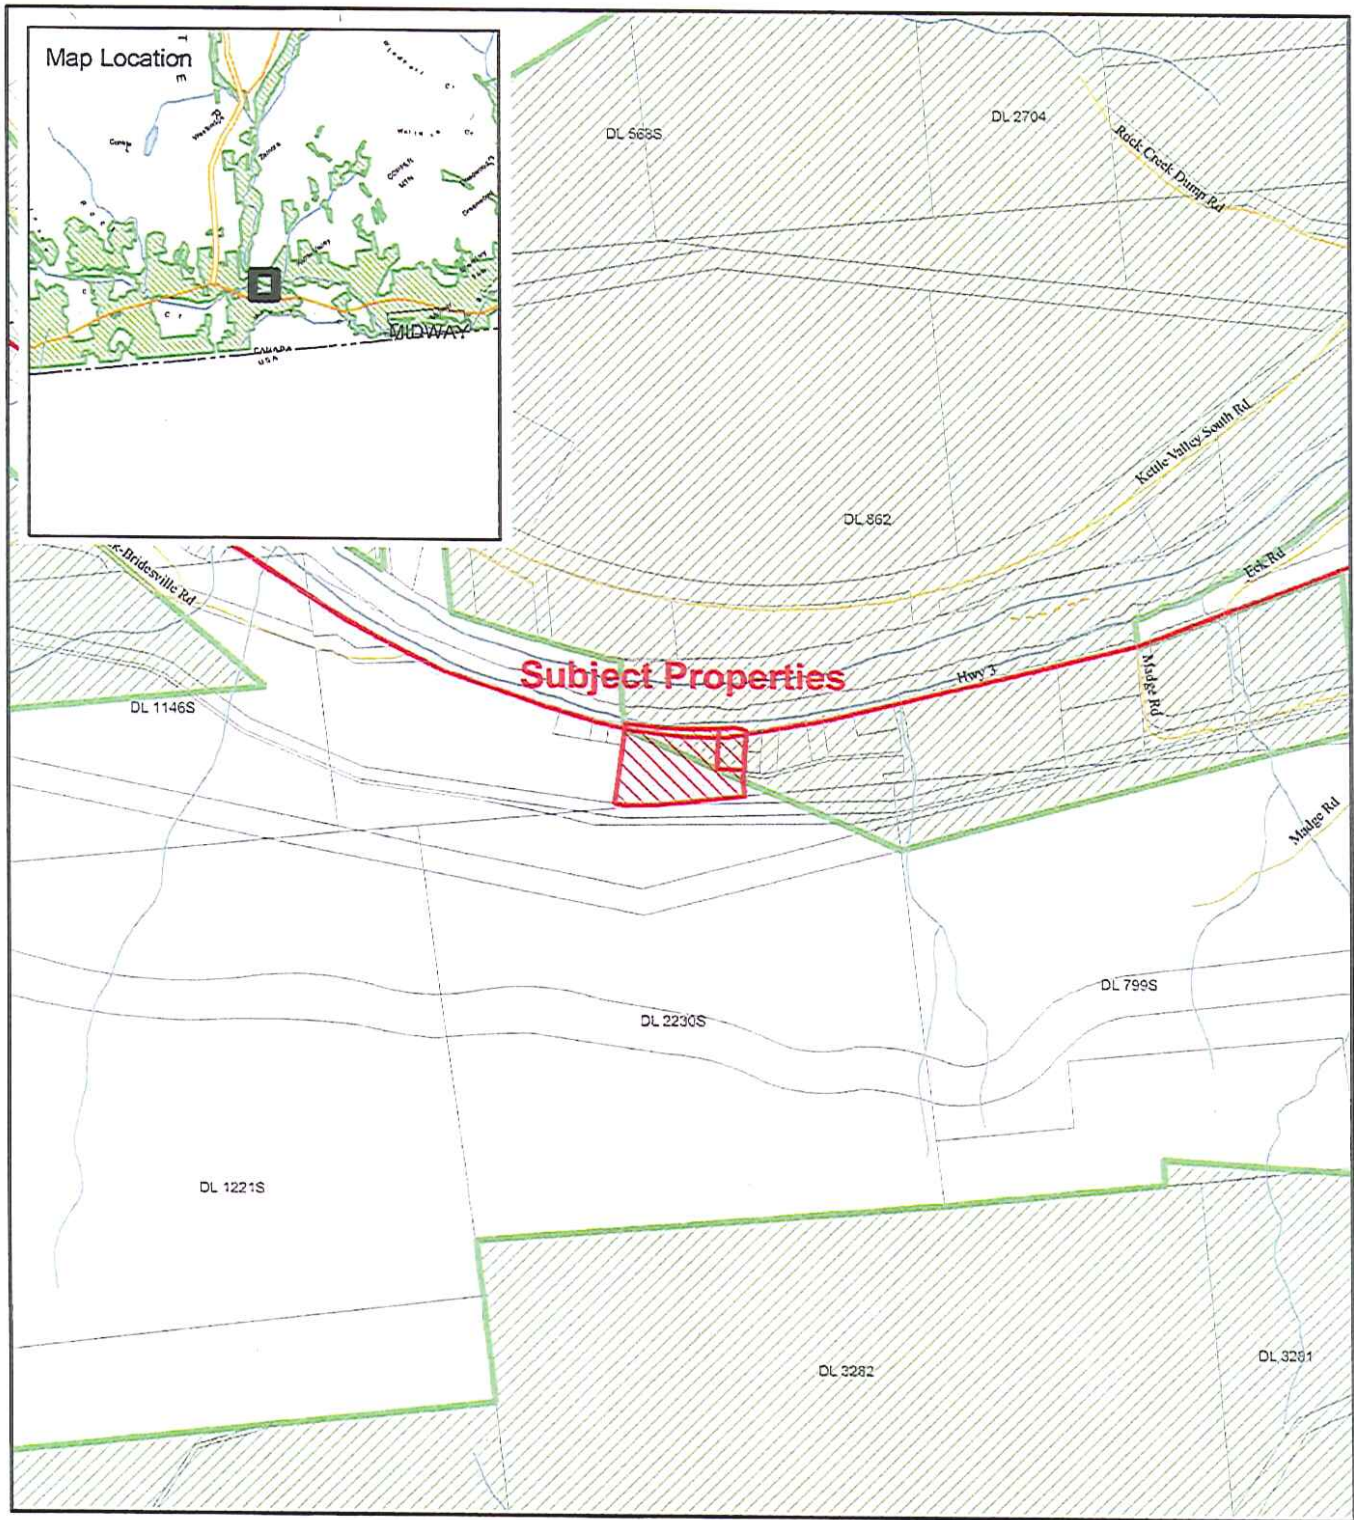 Map Location
MIDWAY
CANADA
USA
DL 568S
DL 2704
Rock Creek Dump Rd
Kettle Valley South Rd
DL 862
Eck Rd
k-Bridesville Rd
Subject Properties
Hwy 3
Madge Rd
DL 1146S
Madge Rd
DL 799S
DL 2230S
DL 1221S
DL 3282
DL 3281